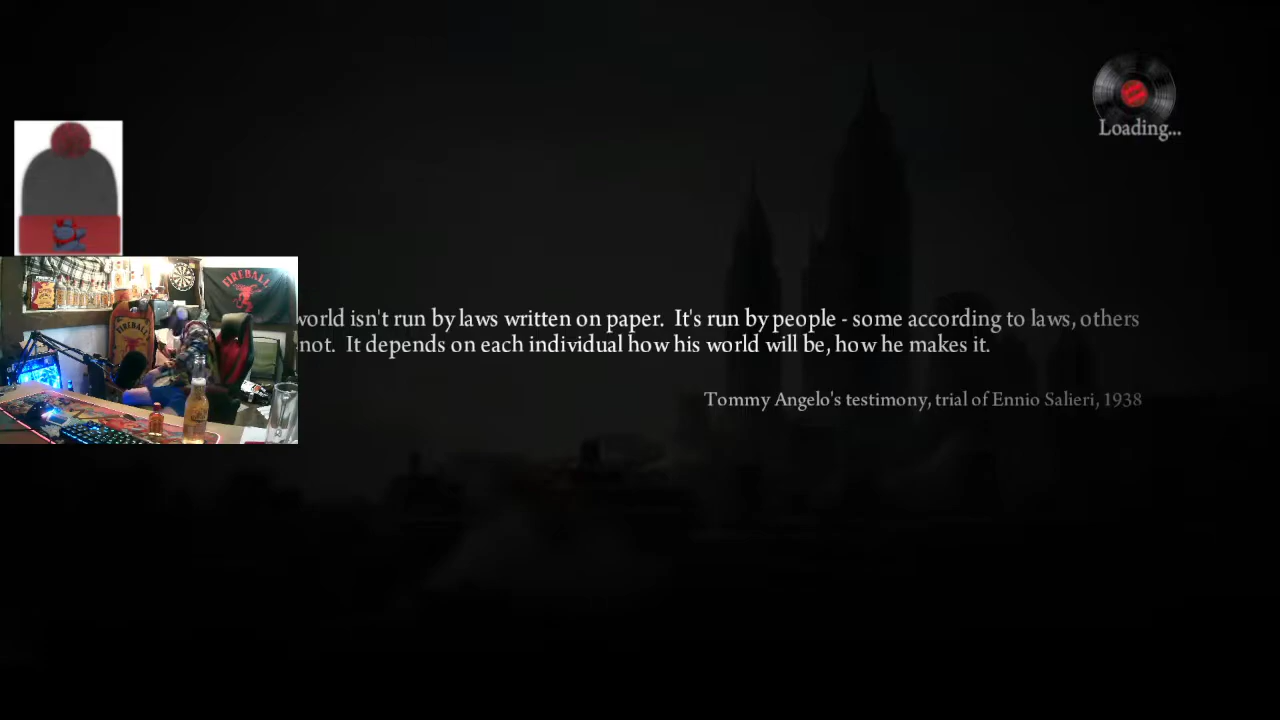 Loading...
FIREBALL
world isn't run by laws written on paper. It's run by people - some according to laws, others
not. It depends on each individual how his world will be, how he makes it.
FIREBALL
Tommy Angelo's testimony, trial of Ennio Salieri, 1938